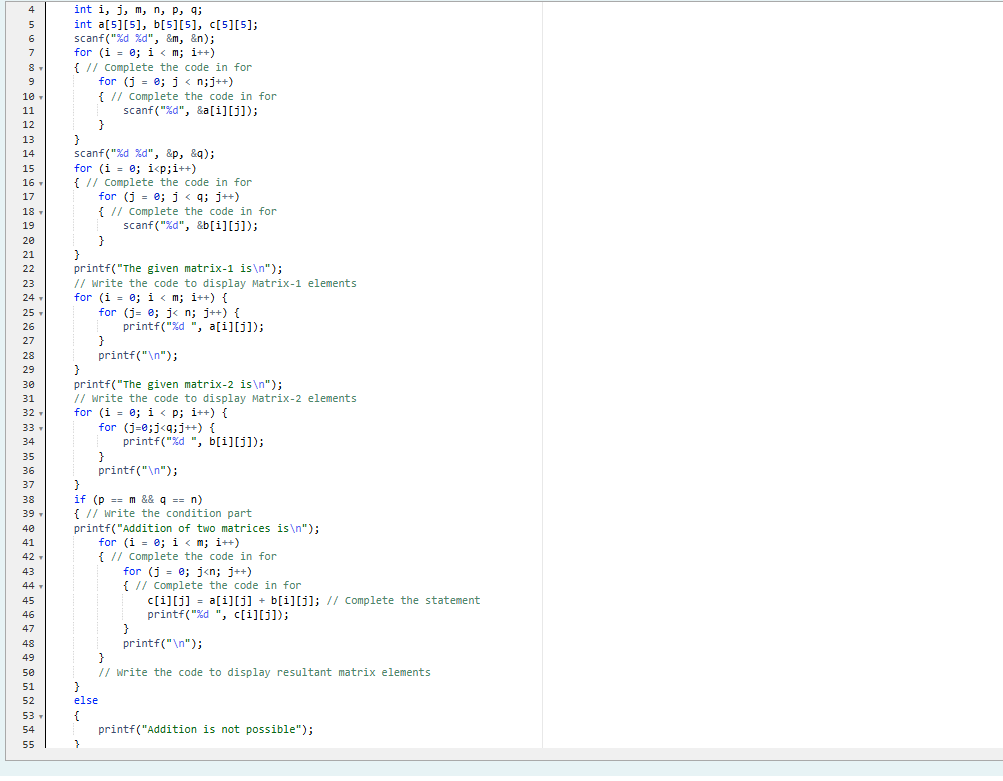 4 int i, j, m, n, p, q;
5 int a[5][5], b[5][5], c[5][5];
6 scanf("%d %d", &m, &n);
7 for (i = 0; i < m; i++)
8 { // Complete the code in for
9 for (j = 0; j < n;j++)
10 { // Complete the code in for
11 scanf("%d", &a[i][j]);
12 }
13 }
14 scanf("%d %d", &p, &q);
15 for (i = 0; i<p;i++)
16 { // Complete the code in for
17 for (j = 0; j < q; j++)
18 { // Complete the code in for
19 scanf("%d", &b[i][j]);
20 }
21 }
22 printf("The given matrix-1 is\n");
23 // Write the code to display Matrix-1 elements
24 for (i = 0; i < m; i++) {
25 for (j= 0; j< n; j++) {
26 printf("%d ", a[i][j]);
27 }
28 printf("\n");
29 }
30 printf("The given matrix-2 is\n");
31 // Write the code to display Matrix-2 elements
32 for (i = 0; i < p; i++) {
33 for (j=0;j<q;j++) {
34 printf("%d ", b[i][j]);
35 }
36 printf("\n");
37 }
38 if (p == m && q == n)
39 { // Write the condition part
40 printf("Addition of two matrices is\n");
41 for (i = 0; i < m; i++)
42 { // Complete the code in for
43 for (j = 0; j<n; j++)
44 { // Complete the code in for
45 c[i][j] = a[i][j] + b[i][j]; // Complete the statement
46 printf("%d ", c[i][j]);
47 }
48 printf("\n");
49 }
50 // Write the code to display resultant matrix elements
51 }
52 else
53 {
54 printf("Addition is not possible");
55 }